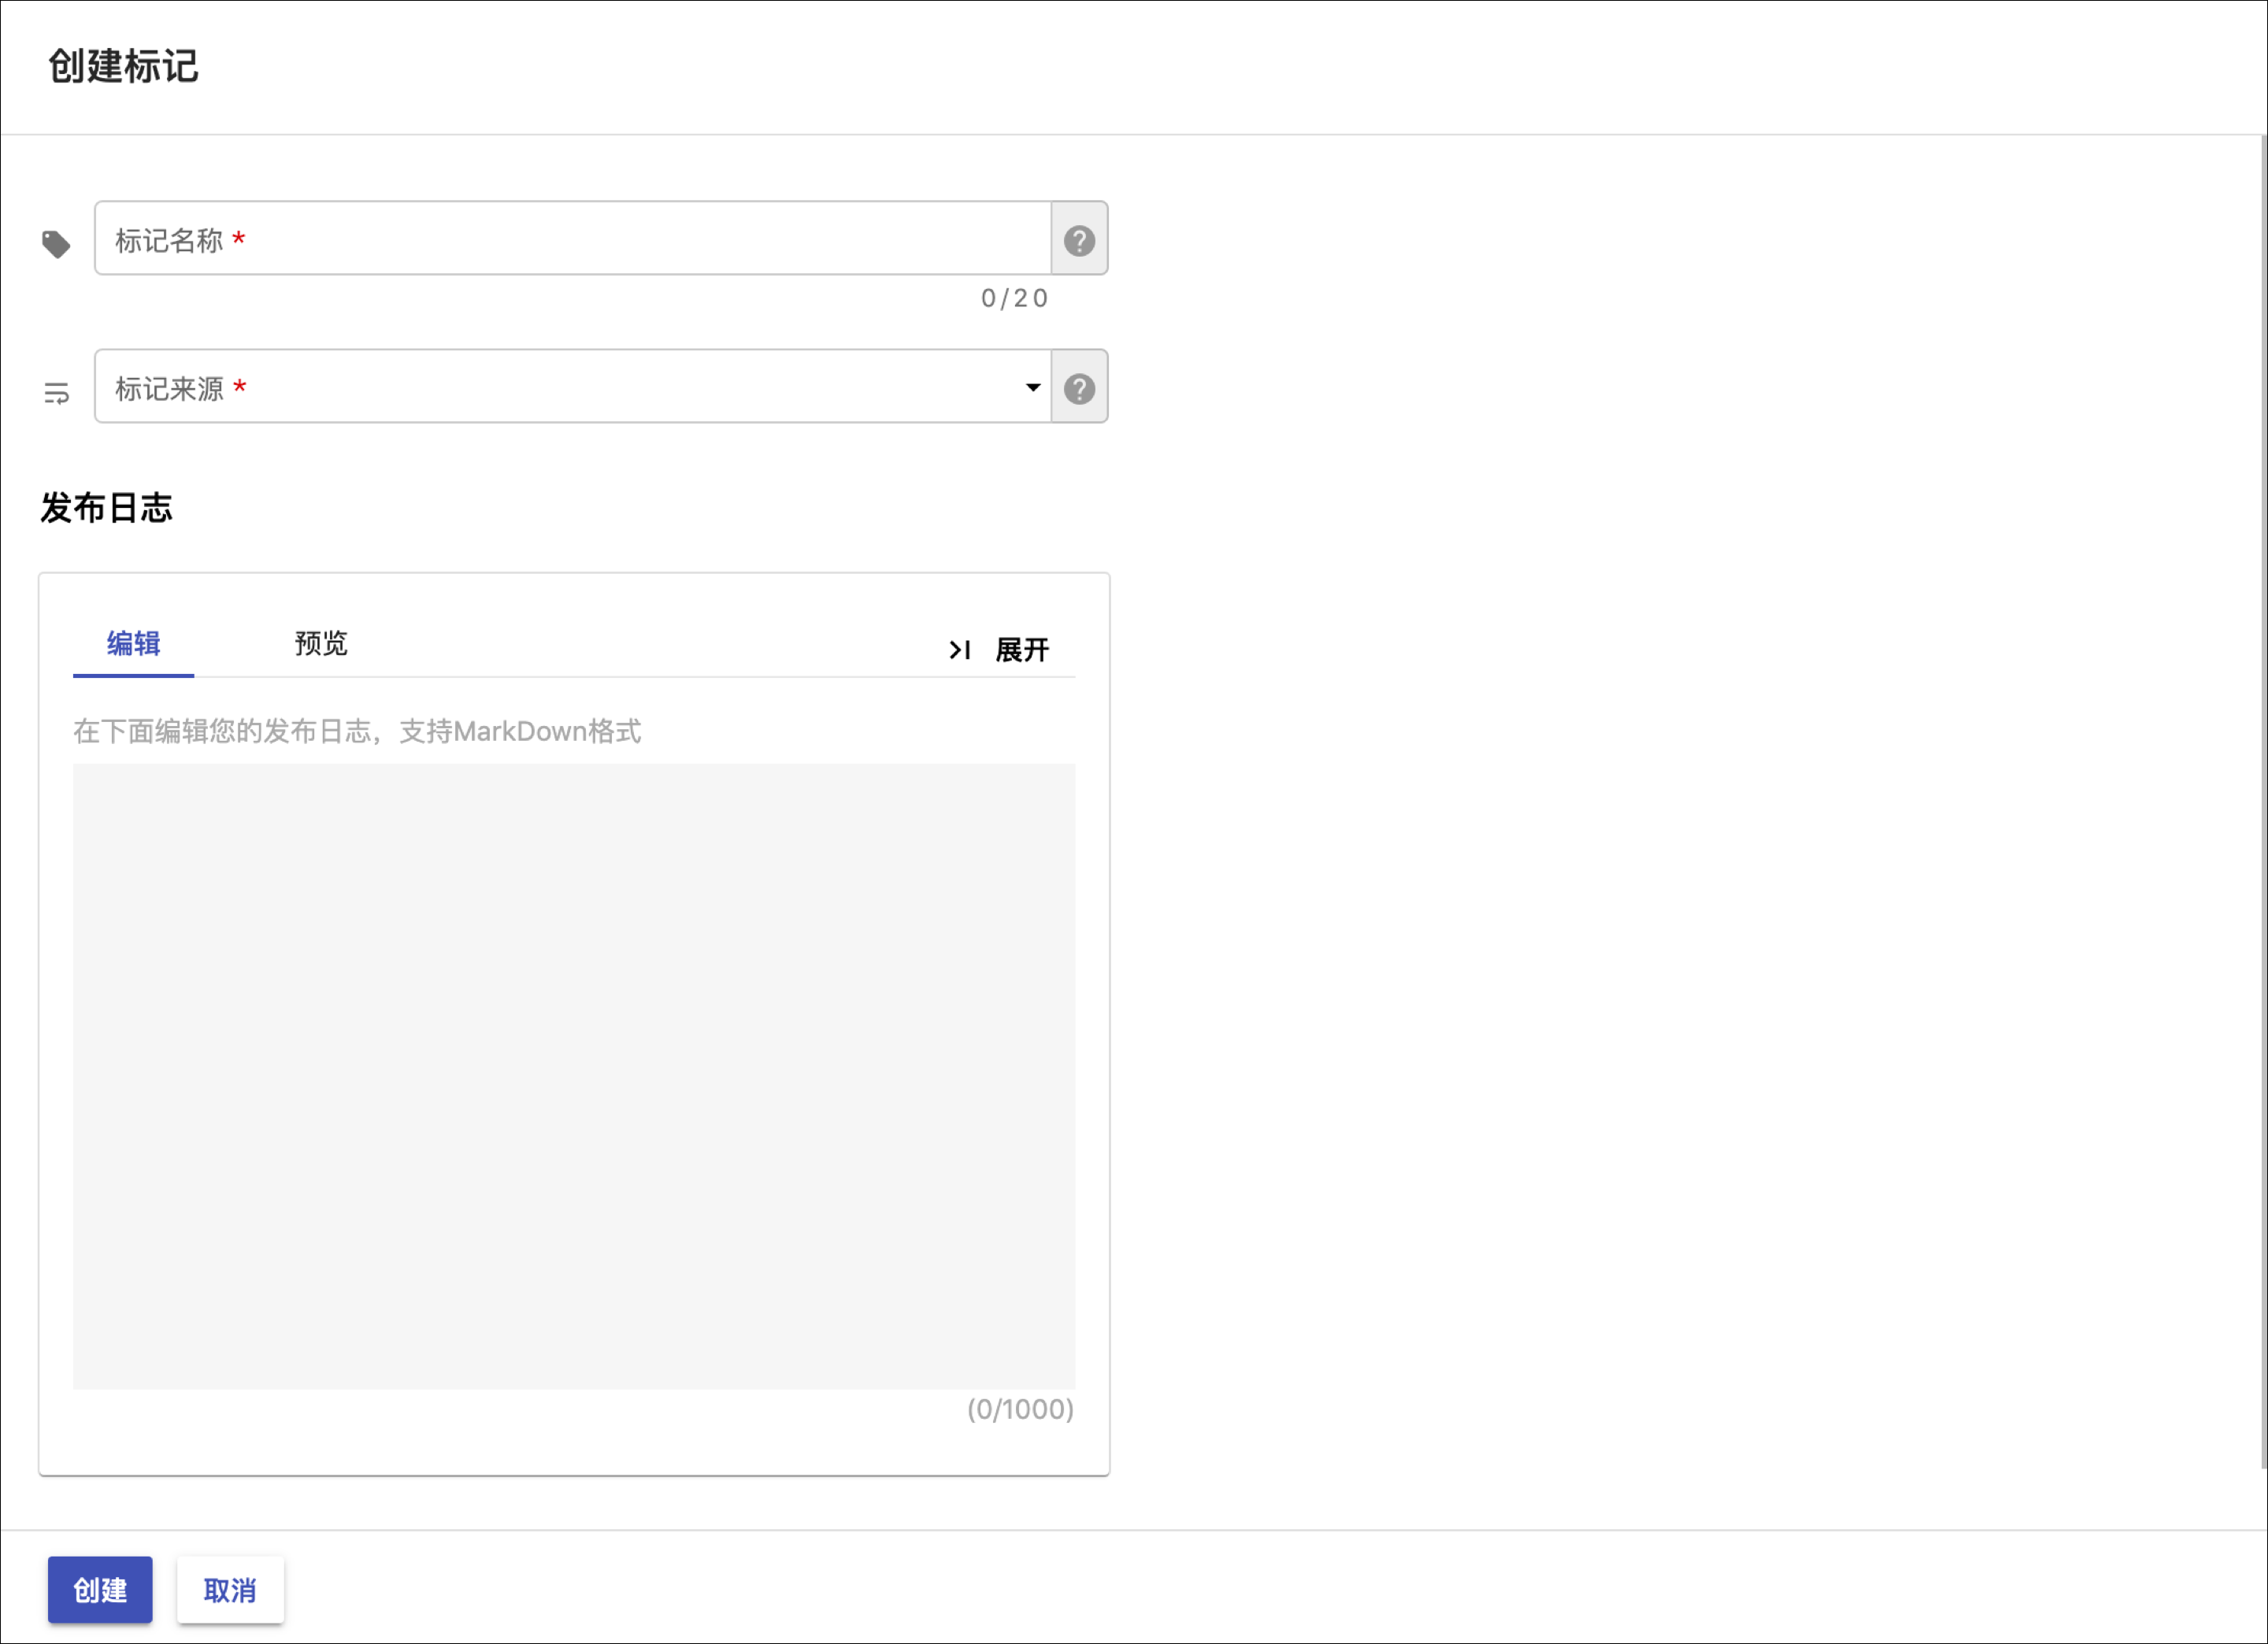 创建标记
标记名称 *
0/20
标记来源 *
发布日志
编辑 预览 展开
在下面编辑您的发布日志，支持MarkDown格式
(0/1000)
创建 取消